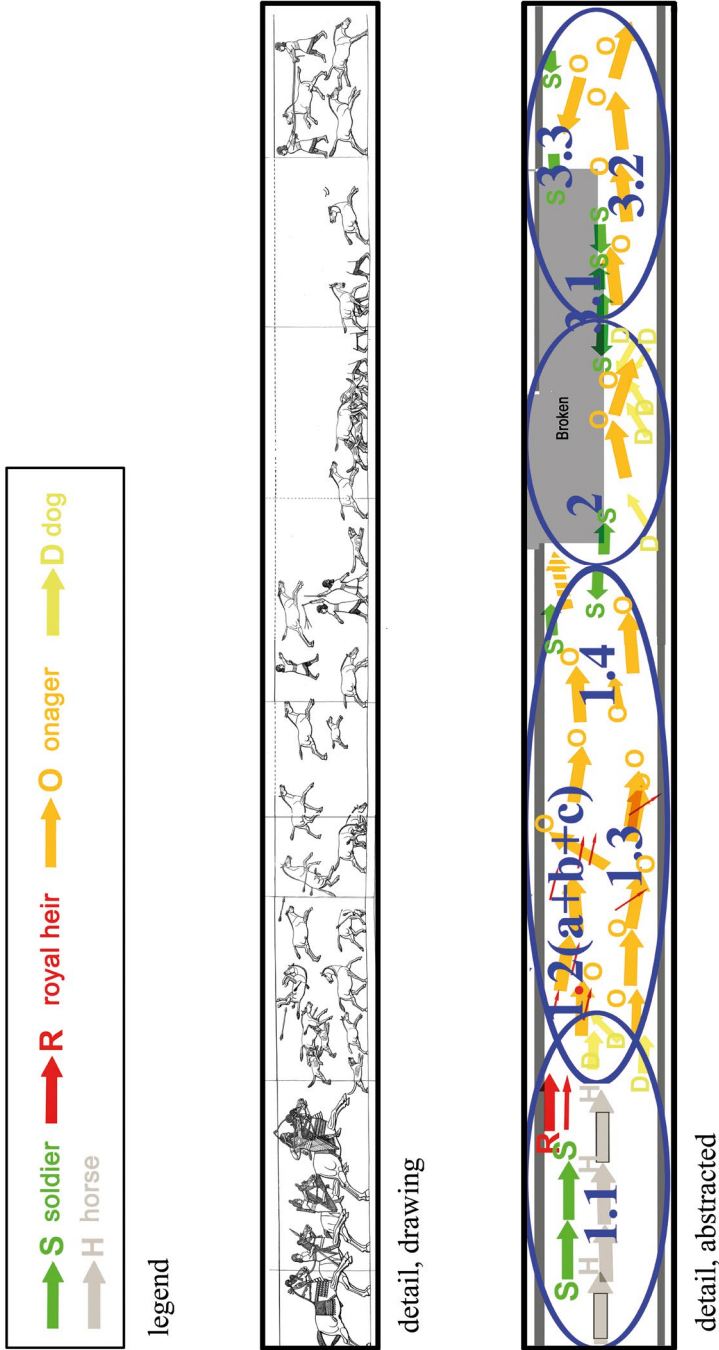 S soldier R royal heir O onager D dog
H horse
legend
detail, drawing
R S S S
O Broken
S S 1.2(a+b+c) O O 2 3.1 3.3 O
H H H D O S S O O S S O O
1.1 D O O 1.3 O 1.4 O O D D 3.2
D O O O D D D
detail, abstracted